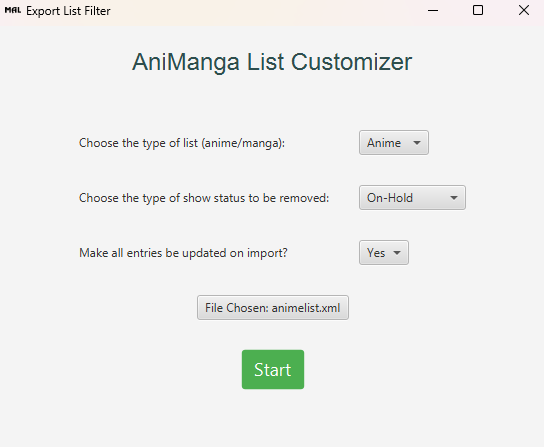 MAL Export List Filter
AniManga List Customizer
Choose the type of list (anime/manga): Anime
Choose the type of show status to be removed: On-Hold
Make all entries be updated on import? Yes
File Chosen: animelist.xml
Start